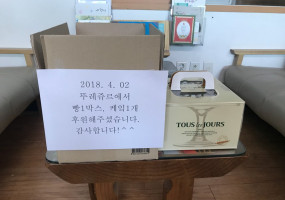 2018. 4. 02
뚜레쥬르에서
빵1박스, 케익1개
후원해주셨습니다.
감사합니다!^^
TOUS les JOURS